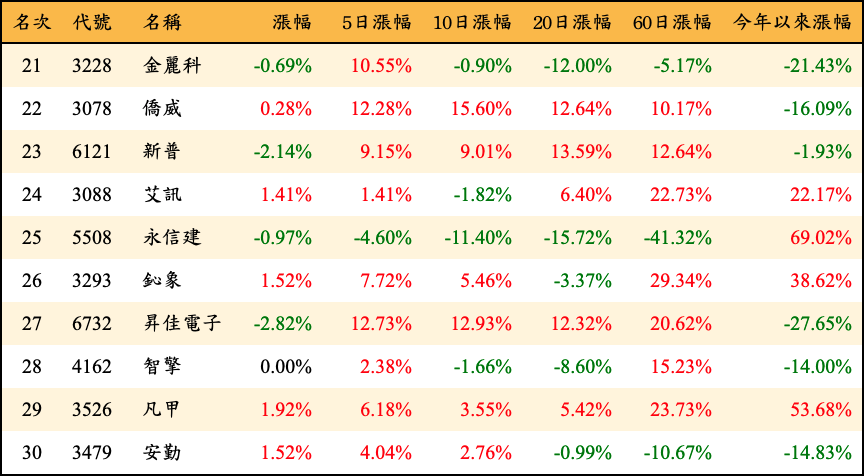 名次 代號 名稱 漲幅 5日漲幅 10日漲幅 20日漲幅 60日漲幅 今年以來漲幅
21 3228 金麗科 -0.69% 10.55% -0.90% -12.00% -5.17% -21.43%
22 3078 僑威 0.28% 12.28% 15.60% 12.64% 10.17% -16.09%
23 6121 新普 -2.14% 9.15% 9.01% 13.59% 12.64% -1.93%
24 3088 艾訊 1.41% 1.41% -1.82% 6.40% 22.73% 22.17%
25 5508 永信建 -0.97% -4.60% -11.40% -15.72% -41.32% 69.02%
26 3293 鈊象 1.52% 7.72% 5.46% -3.37% 29.34% 38.62%
27 6732 昇佳電子 -2.82% 12.73% 12.93% 12.32% 20.62% -27.65%
28 4162 智擎 0.00% 2.38% -1.66% -8.60% 15.23% -14.00%
29 3526 凡甲 1.92% 6.18% 3.55% 5.42% 23.73% 53.68%
30 3479 安勤 1.52% 4.04% 2.76% -0.99% -10.67% -14.83%